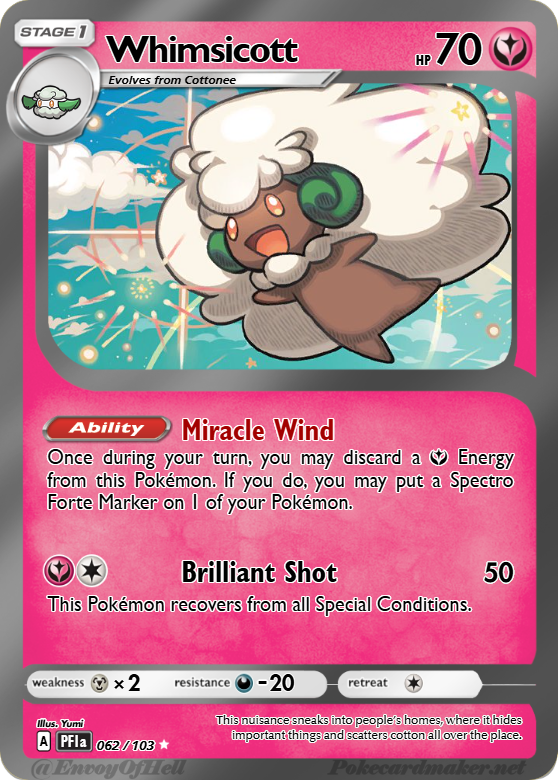 STAGE 1
Whimsicott
HP 70
Evolves from Cottonee
Ability Miracle Wind
Once during your turn, you may discard a Energy
from this Pokémon. If you do, you may put a Spectro
Forte Marker on 1 of your Pokémon.
Brilliant Shot 50
This Pokémon recovers from all Special Conditions.
weakness ×2 resistance -20 retreat
Illus. Yumi
A PF1a 062/103
This nuisance sneaks into people's homes, where it hides
important things and scatters cotton all over the place.
@EnvoyOfHell Pokecardmaker.net